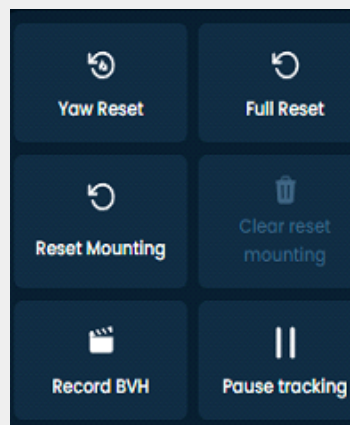 Yaw Reset
Full Reset
Reset Mounting
Clear reset
mounting
Record BVH
Pause tracking